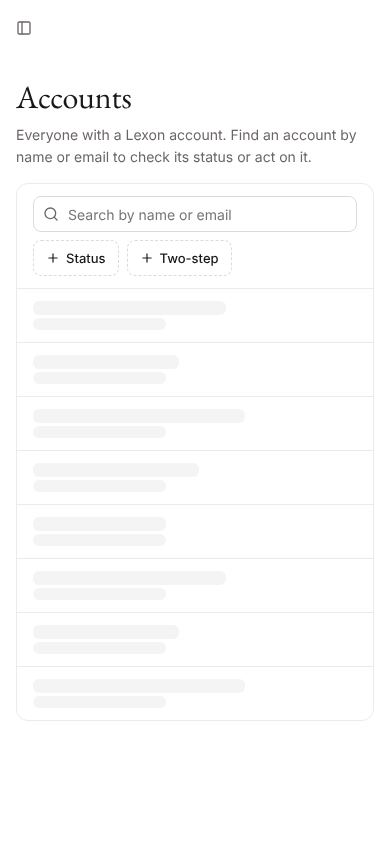 Accounts
Everyone with a Lexon account. Find an account by
name or email to check its status or act on it.
Search by name or email
Status
Two-step